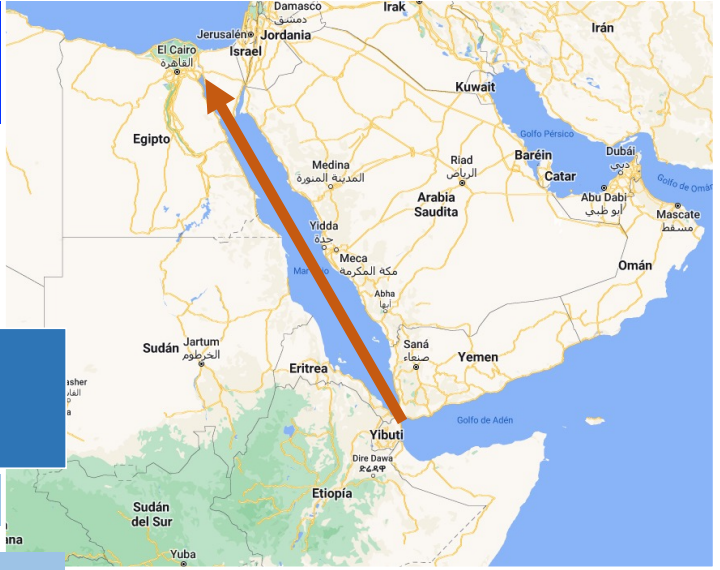 Damasco
دمشق
Irak
Jerusalén
Jordania
Irán
El Cairo
القاهرة
Israel
Kuwait
Egipto
Golfo Pérsico
Medina
المدينة المنورة
Riad
الرياض
Baréin
Dubái
دبي
Catar
Golfo de Omán
Abu Dabi
أبو ظبي
Arabia
Saudita
Mascate
مسقط
Yidda
جدة
Meca
مكة المكرمة
Omán
Abha
أبها
Sudán
Jartum
الخرطوم
Saná
صنعاء
Yemen
Eritrea
asher
a
Golfo de Adén
Yibuti
Dire Dawa
ድሬዳዋ
Etiopía
Sudán
del Sur
na
Yuba